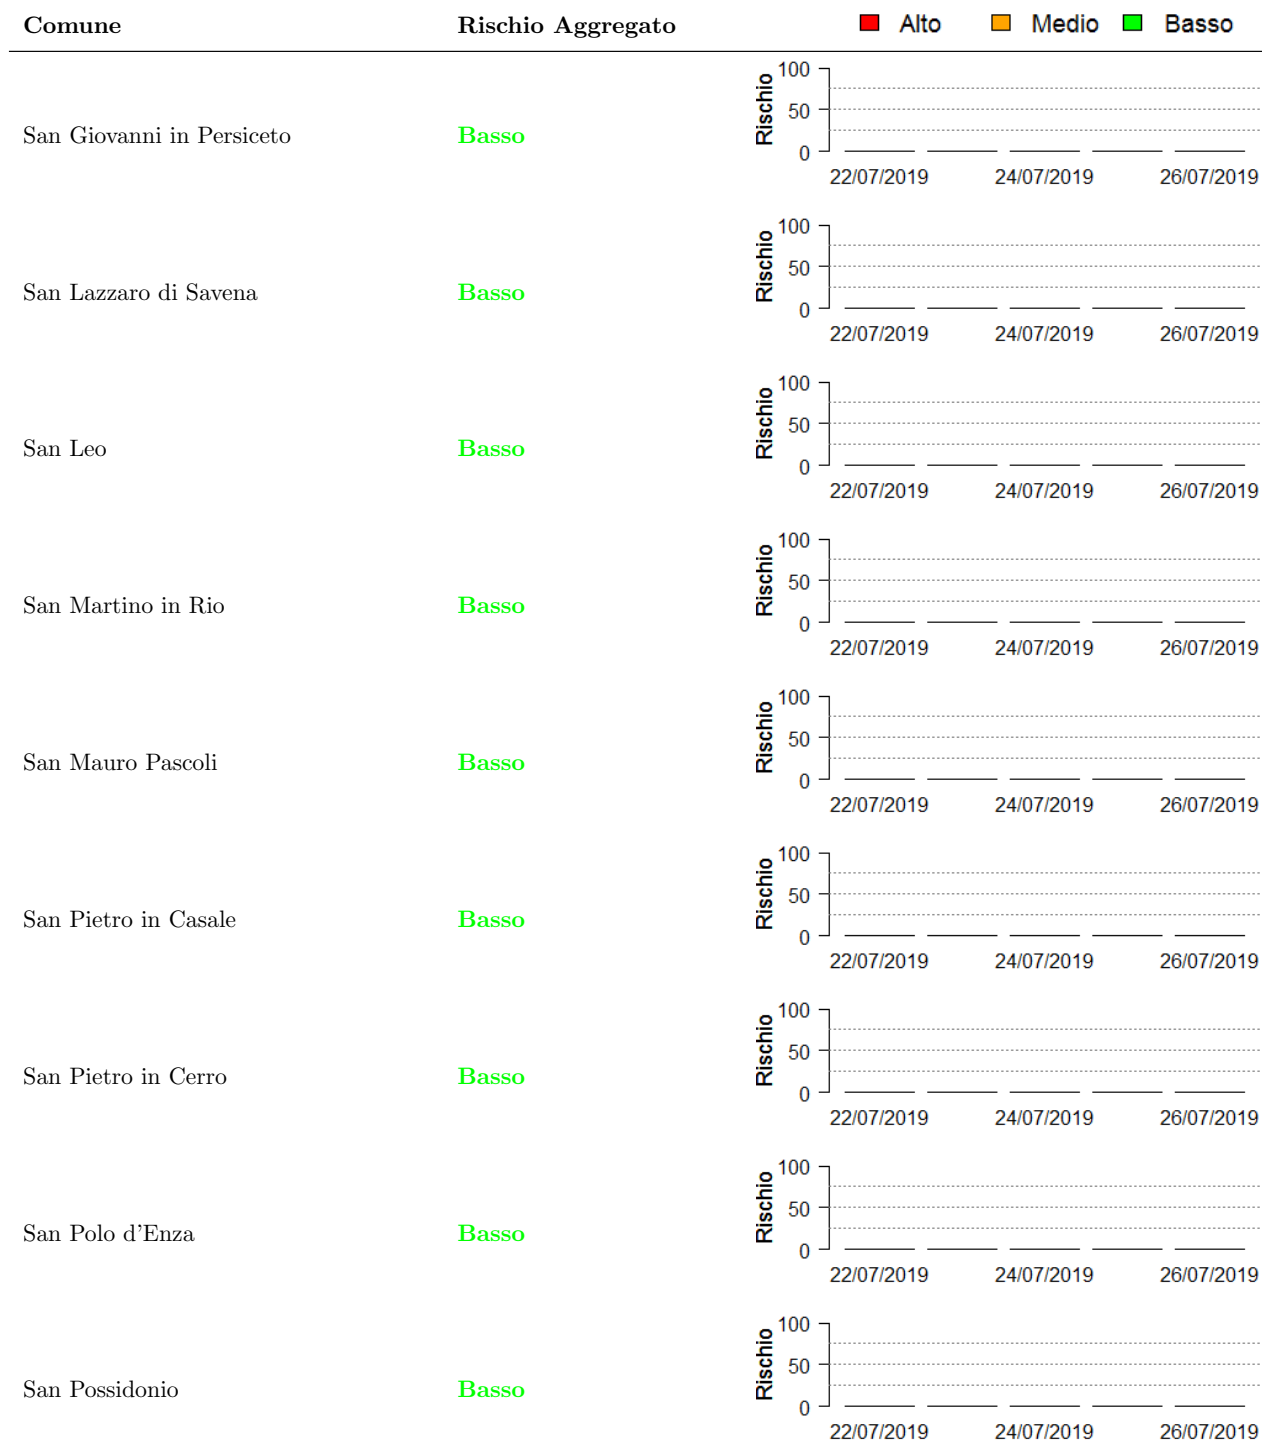 Comune Rischio Aggregato Alto Medio Basso
San Giovanni in Persiceto Basso Rischio 100 50 0
22/07/2019 24/07/2019 26/07/2019
San Lazzaro di Savena Basso Rischio 100 50 0
22/07/2019 24/07/2019 26/07/2019
San Leo Basso Rischio 100 50 0
22/07/2019 24/07/2019 26/07/2019
San Martino in Rio Basso Rischio 100 50 0
22/07/2019 24/07/2019 26/07/2019
San Mauro Pascoli Basso Rischio 100 50 0
22/07/2019 24/07/2019 26/07/2019
San Pietro in Casale Basso Rischio 100 50 0
22/07/2019 24/07/2019 26/07/2019
San Pietro in Cerro Basso Rischio 100 50 0
22/07/2019 24/07/2019 26/07/2019
San Polo d'Enza Basso Rischio 100 50 0
22/07/2019 24/07/2019 26/07/2019
San Possidonio Basso Rischio 100 50 0
22/07/2019 24/07/2019 26/07/2019